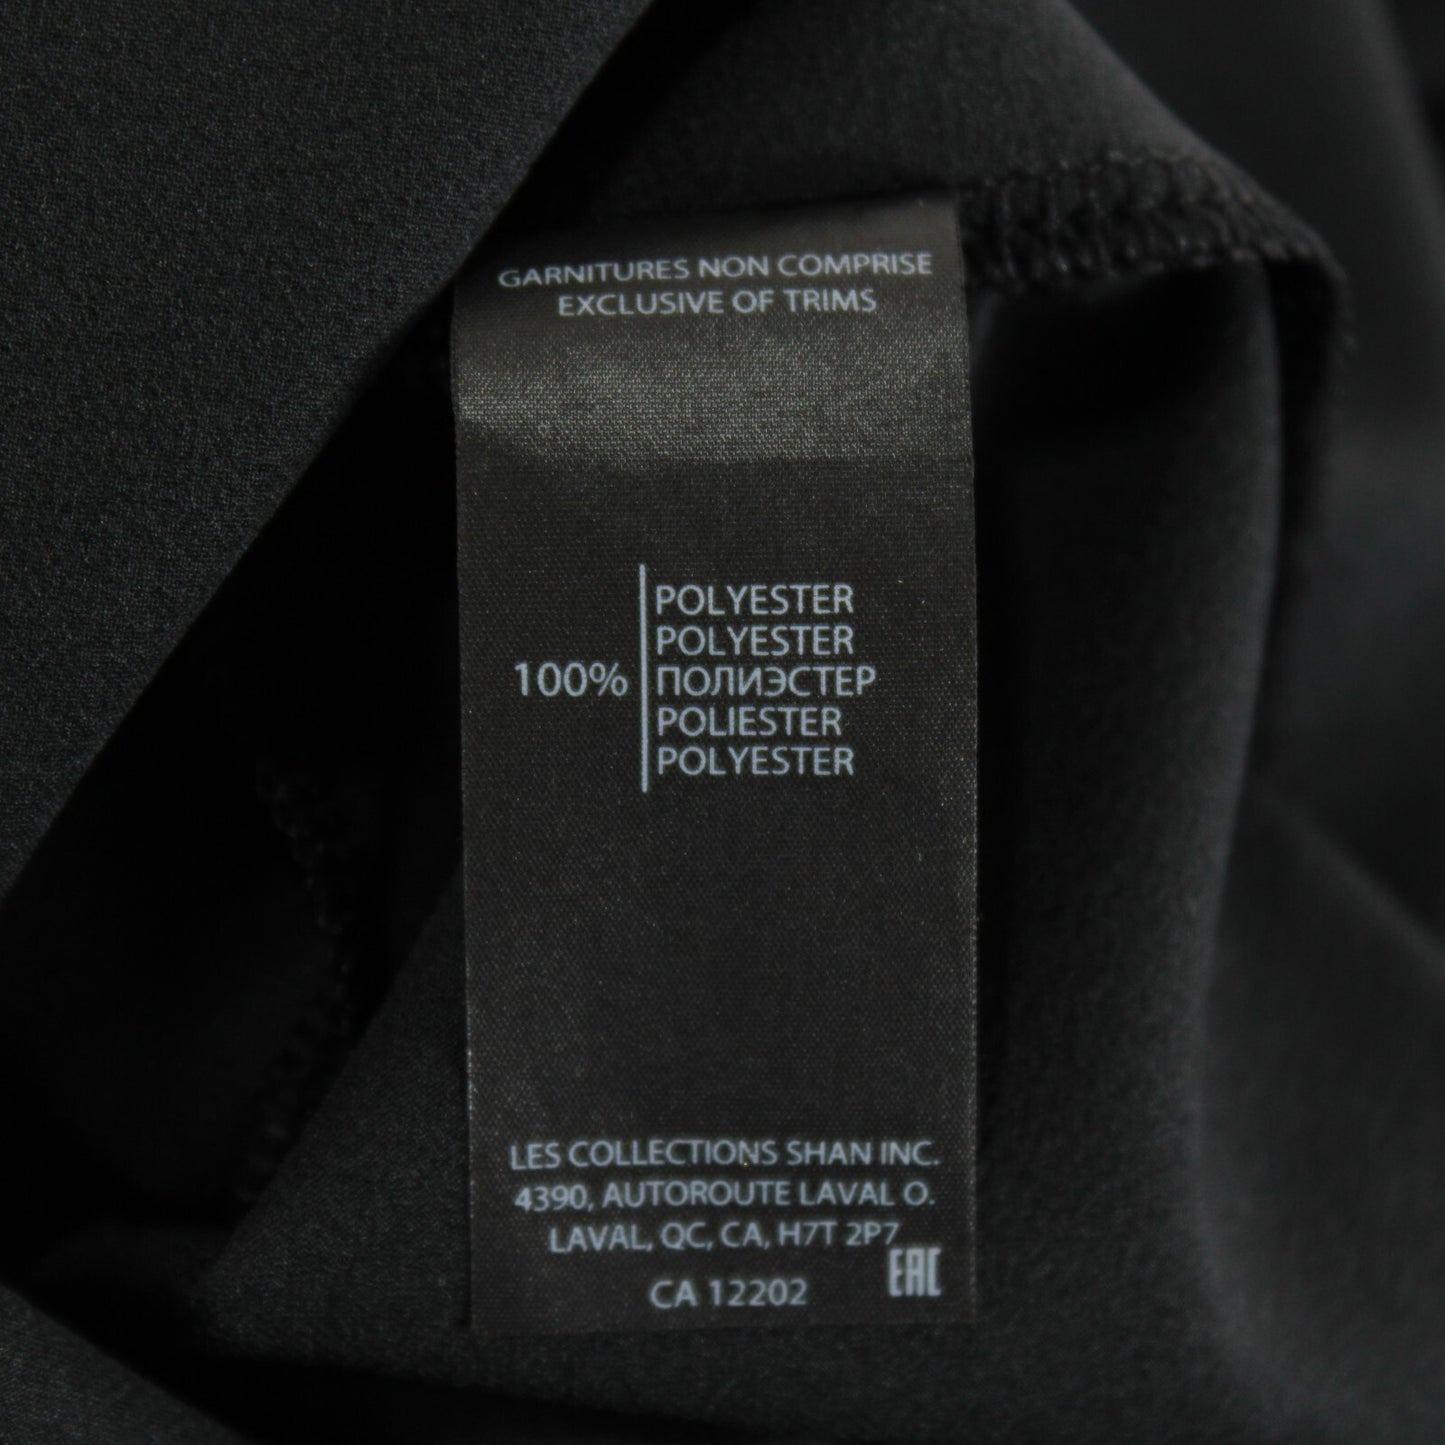 GARNITURES NON COMPRISE
EXCLUSIVE OF TRIMS
POLYESTER
POLYESTER
100% ПОЛИЭСТЕР
POLIESTER
POLYESTER
LES COLLECTIONS SHAN INC.
4390, AUTOROUTE LAVAL O.
LAVAL, QC, CA, H7T 2P7
EAC
CA 12202